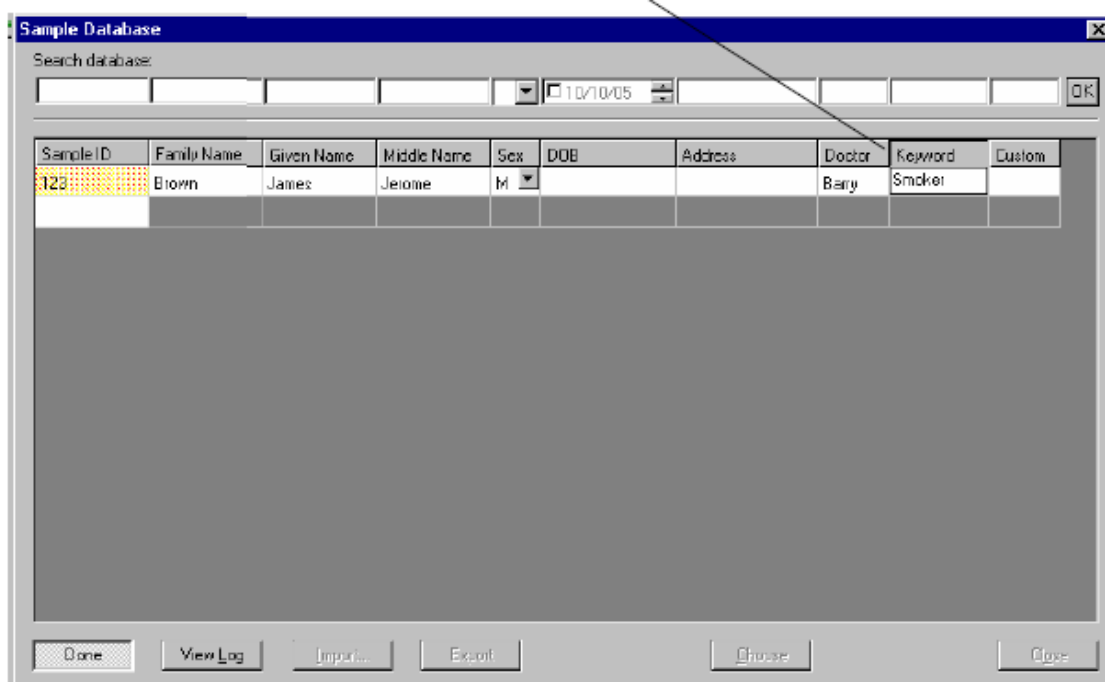 Sample Database
Search database:
10/10/05 OK
Sample ID Family Name Given Name Middle Name Sex DOB Address Doctor Keyword Custom
123 Brown James Jerome M Barry Smoker
Done View Log Import... Export Choose Close